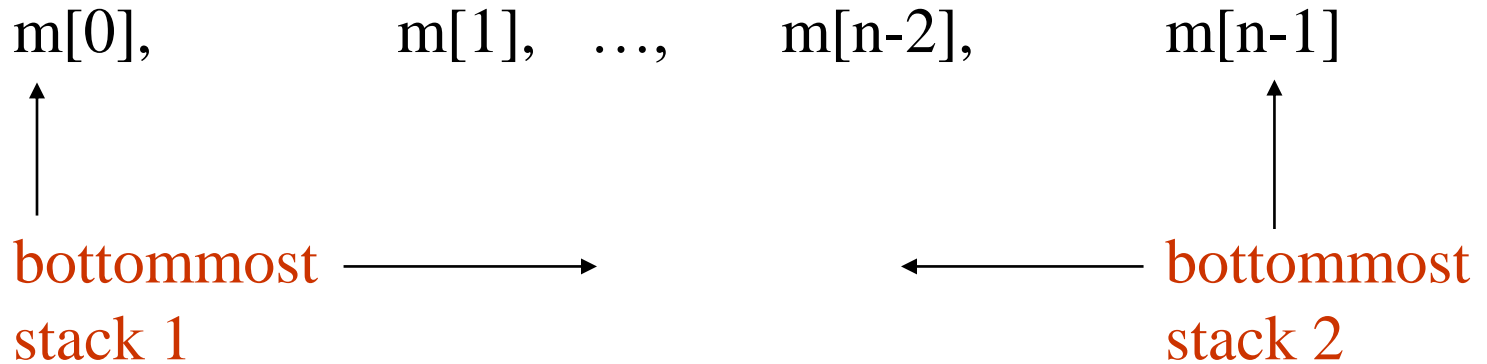 m[0], m[1], …, m[n-2], m[n-1]
bottommost bottommost
stack 1 stack 2